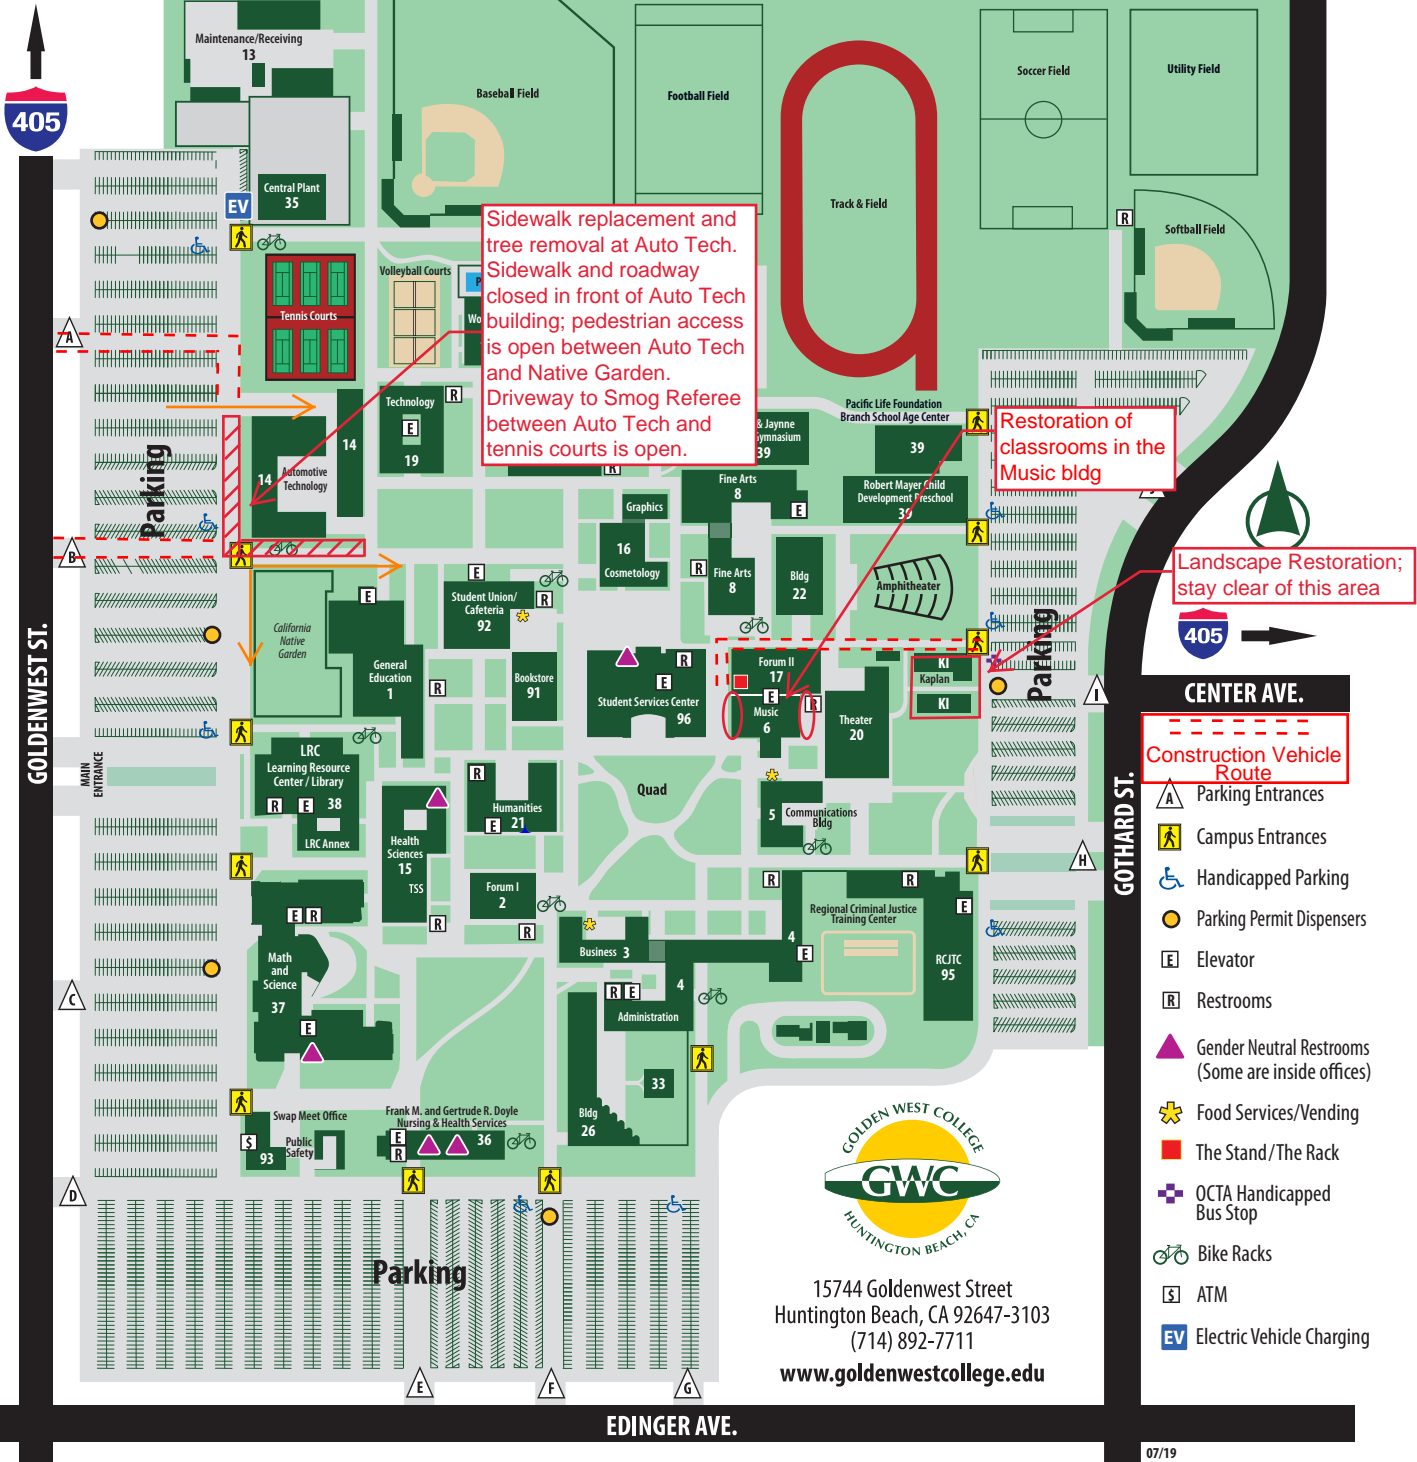 Maintenance/Receiving
13
405
Baseball Field
Football Field
Soccer Field
Utility Field
Central Plant
35
EV
Track & Field
R
Softball Field
Sidewalk replacement and
tree removal at Auto Tech.
Sidewalk and roadway
closed in front of Auto Tech
building; pedestrian access
is open between Auto Tech
and Native Garden.
Driveway to Smog Referee
between Auto Tech and
tennis courts is open.
Volleyball Courts
P
Wo
Tennis Courts
A
Technology
R
E
19
14
14
Automotive
Technology
Parking
B
& Jaynne
ymnasium
39
Pacific Life Foundation
Branch School Age Center
39
Restoration of
classrooms in the
Music bldg
R
Fine Arts
8
E
Robert Mayer Child
Development Preschool
39
Graphics
16
Cosmetology
R
Fine Arts
8
Bldg
22
Amphitheater
Landscape Restoration;
stay clear of this area
405
California
Native
Garden
E
E
Student Union/
Cafeteria
92
R
General
Education
1
R
Bookstore
91
R
E
Student Services Center
96
Forum II
17
E
Music
6
R
Theater
20
KI
Kaplan
KI
Parking
I
CENTER AVE.
Construction Vehicle
Route
GOLDENWEST ST.
MAIN
ENTRANCE
LRC
Learning Resource
Center / Library
R
E
38
LRC Annex
R
Humanities
21
E
Health
Sciences
15
TSS
Quad
5
Communications
Bldg
GOTHARD ST.
H
A
Parking Entrances
Campus Entrances
Handicapped Parking
Parking Permit Dispensers
E
Elevator
R
Restrooms
Gender Neutral Restrooms
(Some are inside offices)
Food Services/Vending
The Stand/The Rack
OCTA Handicapped
Bus Stop
Bike Racks
$
ATM
EV
Electric Vehicle Charging
E
R
Math
and
Science
37
E
Forum I
2
R
R
Business 3
R
R
Regional Criminal Justice
Training Center
4
E
E
RCJTC
95
C
R
E
4
Administration
33
Bldg
26
Swap Meet Office
$
Public
Safety
93
Frank M. and Gertrude R. Doyle
Nursing & Health Services
E
R
36
D
GOLDEN WEST COLLEGE
GWC
HUNTINGTON BEACH, CA
Parking
15744 Goldenwest Street
Huntington Beach, CA 92647-3103
(714) 892-7711
www.goldenwestcollege.edu
E
F
G
EDINGER AVE.
07/19